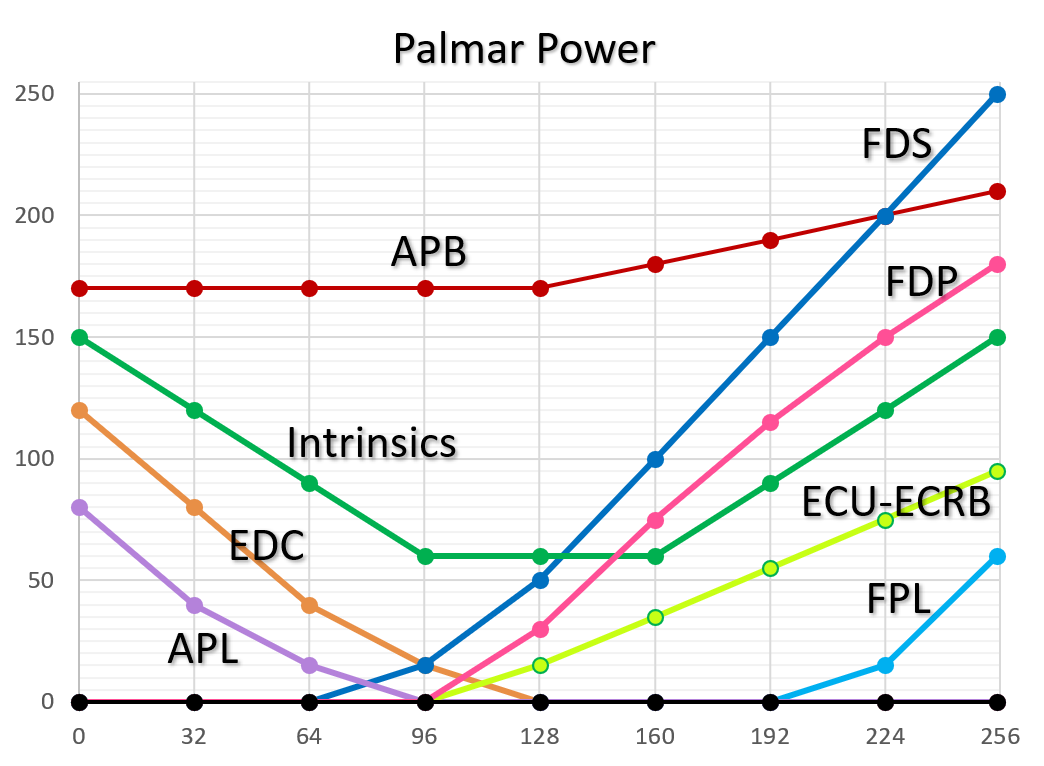 Palmar Power
250
FDS
200
APB
FDP
150
Intrinsics
100
ECU-ECRB
EDC
50
FPL
APL
0
0 32 64 96 128 160 192 224 256